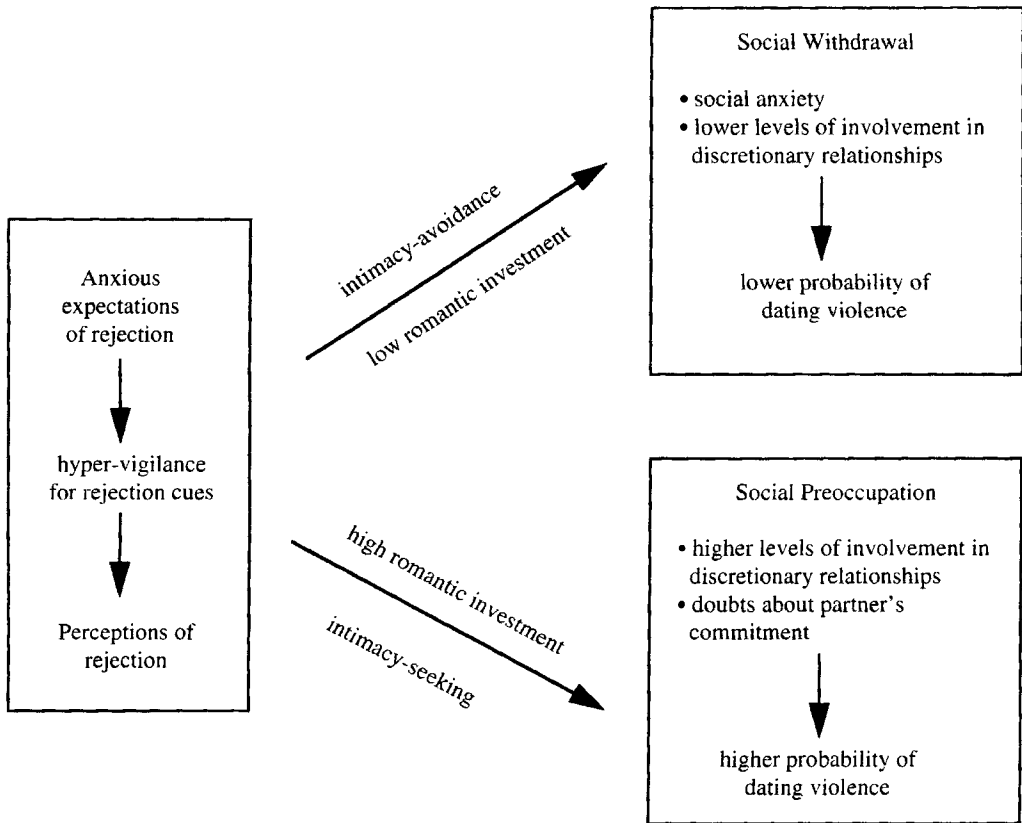 Anxious
expectations
of rejection
hyper-vigilance
for rejection cues
Perceptions of
rejection
intimacy-avoidance
low romantic investment
high romantic investment
intimacy-seeking
Social Withdrawal
• social anxiety
• lower levels of involvement in
discretionary relationships
lower probability of
dating violence
Social Preoccupation
• higher levels of involvement in
discretionary relationships
• doubts about partner's
commitment
higher probability of
dating violence